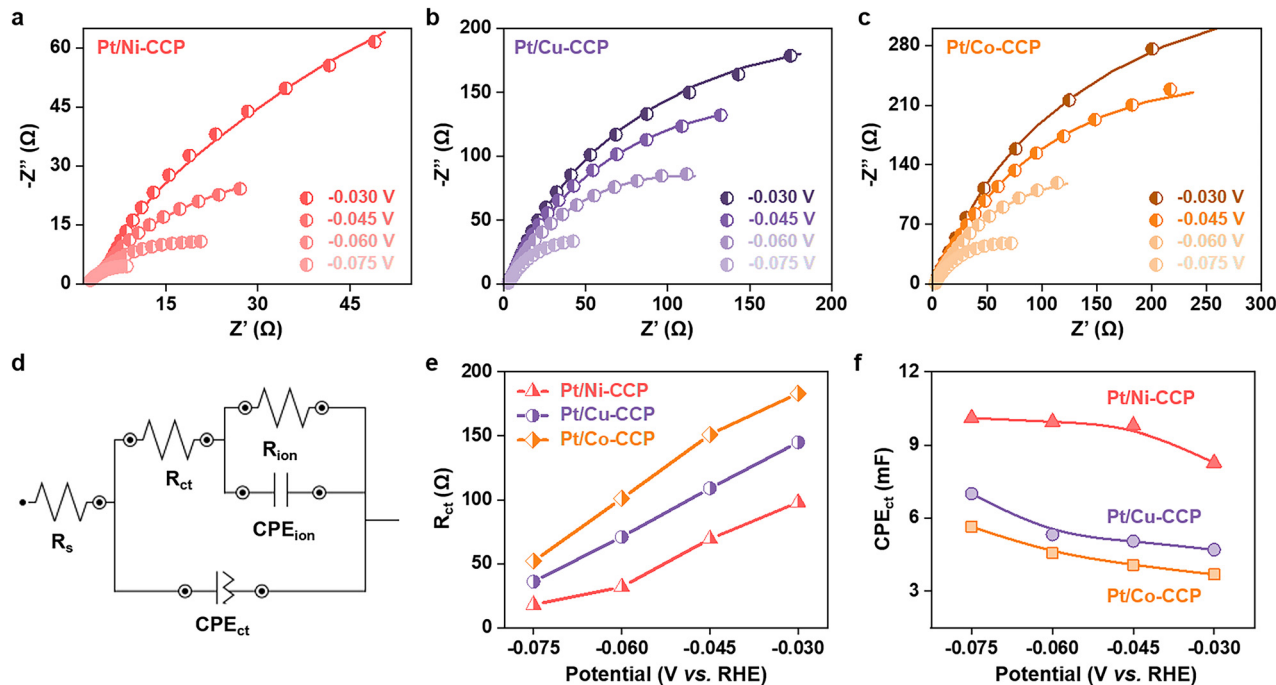 a
Pt/Ni-CCP
-Z’’ (Ω)
60
45
30
15
0
15 30 45
Z’ (Ω)
-0.030 V
-0.045 V
-0.060 V
-0.075 V
b
Pt/Cu-CCP
-Z’’ (Ω)
200
150
100
50
0
0 50 100 150 200
Z’ (Ω)
-0.030 V
-0.045 V
-0.060 V
-0.075 V
c
Pt/Co-CCP
-Z’’ (Ω)
280
210
140
70
0
0 50 100 150 200 250 300
Z’ (Ω)
-0.030 V
-0.045 V
-0.060 V
-0.075 V
d
Rs
Rct
Rion
CPEion
CPEct
e
Pt/Ni-CCP
Pt/Cu-CCP
Pt/Co-CCP
Rct (Ω)
200
150
100
50
0
-0.075 -0.060 -0.045 -0.030
Potential (V vs. RHE)
f
Pt/Ni-CCP
Pt/Cu-CCP
Pt/Co-CCP
CPEct (mF)
12
9
6
3
-0.075 -0.060 -0.045 -0.030
Potential (V vs. RHE)